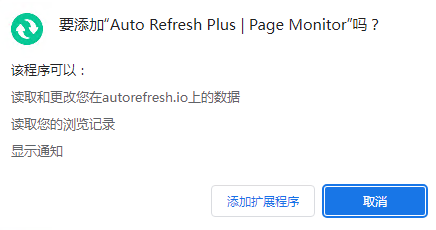 要添加“Auto Refresh Plus | Page Monitor”吗？
该程序可以：
读取和更改您在autorefresh.io上的数据
读取您的浏览记录
显示通知
添加扩展程序
取消